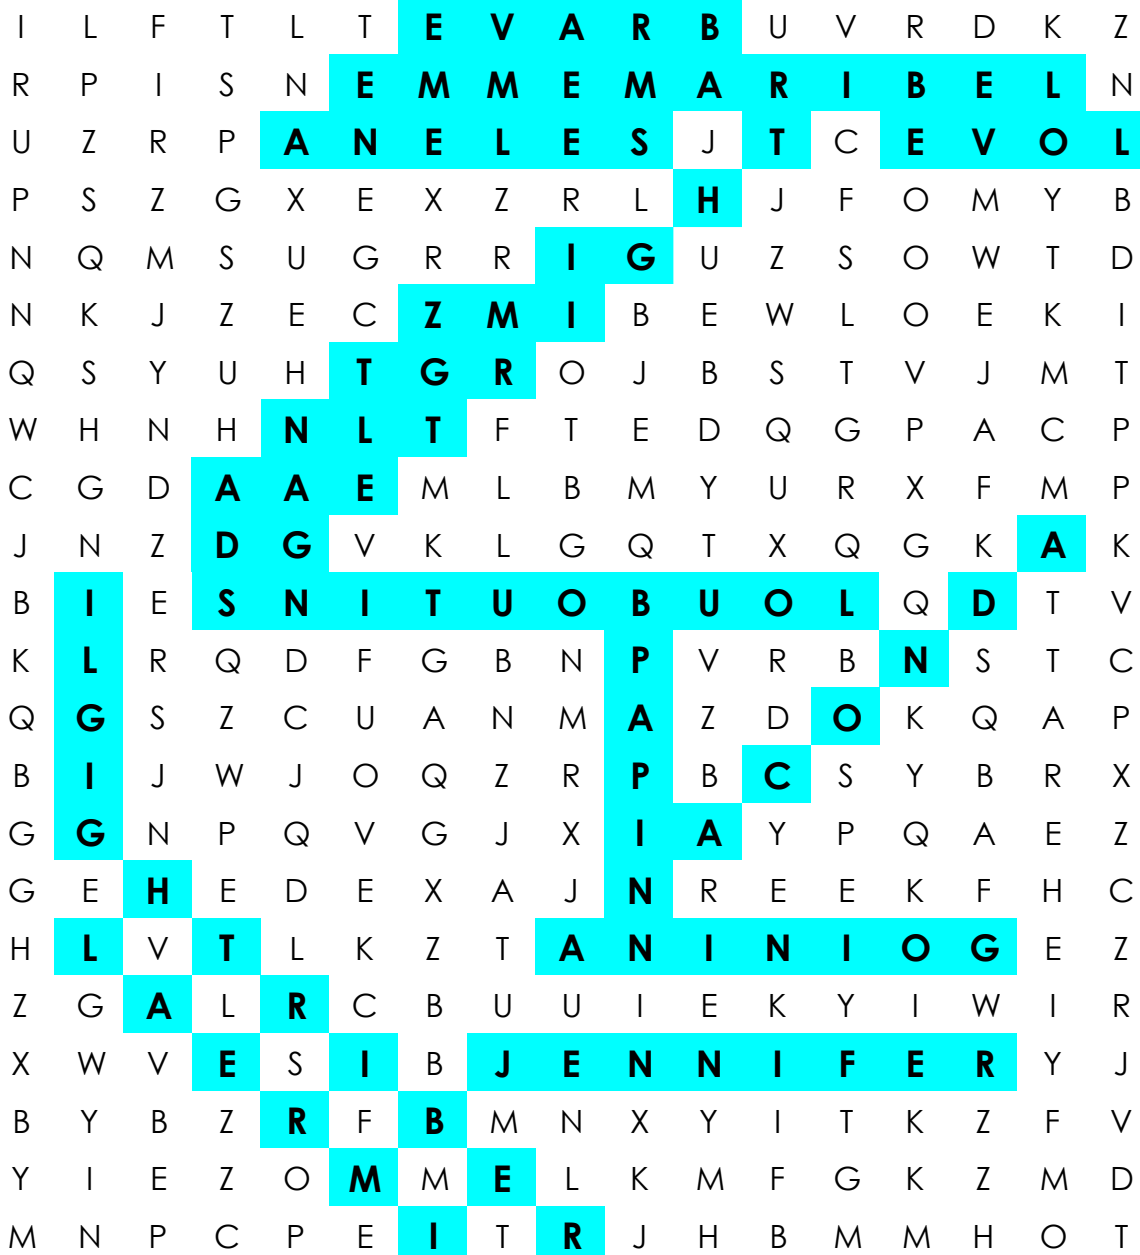 I L F T L T E V A R B U V R D K Z
R P I S N E M M E M A R I B E L N
U Z R P A N E L E S J T C E V O L
P S Z G X E X Z R L H J F O M Y B
N Q M S U G R R I G U Z S O W T D
N K J Z E C Z M I B E W L O E K I
Q S Y U H T G R O J B S T V J M T
W H N H N L T F T E D Q G P A C P
C G D A A E M L B M Y U R X F M P
J N Z D G V K L G Q T X Q G K A K
B I E S N I T U O B U O L Q D T V
K L R Q D F G B N P V R B N S T C
Q G S Z C U A N M A Z D O K Q A P
B I J W J O Q Z R P B C S Y B R X
G G N P Q V G J X I A Y P Q A E Z
G E H E D E X A J N R E E K F H C
H L V T L K Z T A N I N I O G E Z
Z G A L R C B U U I E K Y I W I R
X W V E S I B J E N N I F E R Y J
B Y B Z R F B M N X Y I T K Z F V
Y I E Z O M M E L K M F G K Z M D
M N P C P E I T R J H B M M H O T